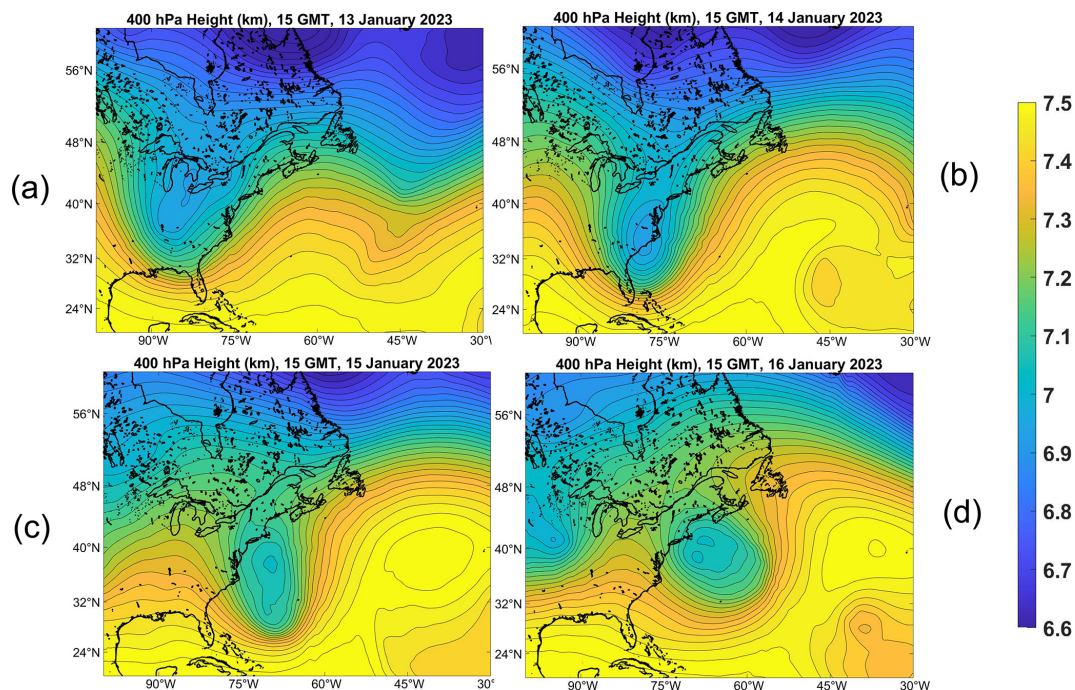 400 hPa Height (km), 15 GMT, 13 January 2023
56°N
48°N
40°N
32°N
24°N
90°W
75°W
60°W
45°W
30°
(a)
400 hPa Height (km), 15 GMT, 14 January 2023
56°N
48°N
40°N
32°N
24°N
90°W
75°W
60°W
45°W
30°
(b)
400 hPa Height (km), 15 GMT, 15 January 2023
56°N
48°N
40°N
32°N
24°N
90°W
75°W
60°W
45°W
30°
(c)
400 hPa Height (km), 15 GMT, 16 January 2023
56°N
48°N
40°N
32°N
24°N
90°W
75°W
60°W
45°W
30°
(d)
7.5
7.4
7.3
7.2
7.1
7
6.9
6.8
6.7
6.6